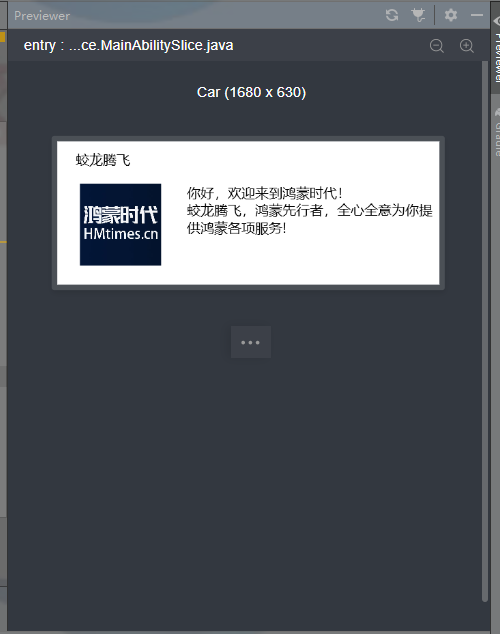 Previewer
entry : ...ce.MainAbilitySlice.java
Car (1680 x 630)
蛟龙腾飞
鸿蒙时代
HMtimes.cn
你好，欢迎来到鸿蒙时代！
蛟龙腾飞，鸿蒙先行者，全心全意为你提
供鸿蒙各项服务！
Previewer
Gradle